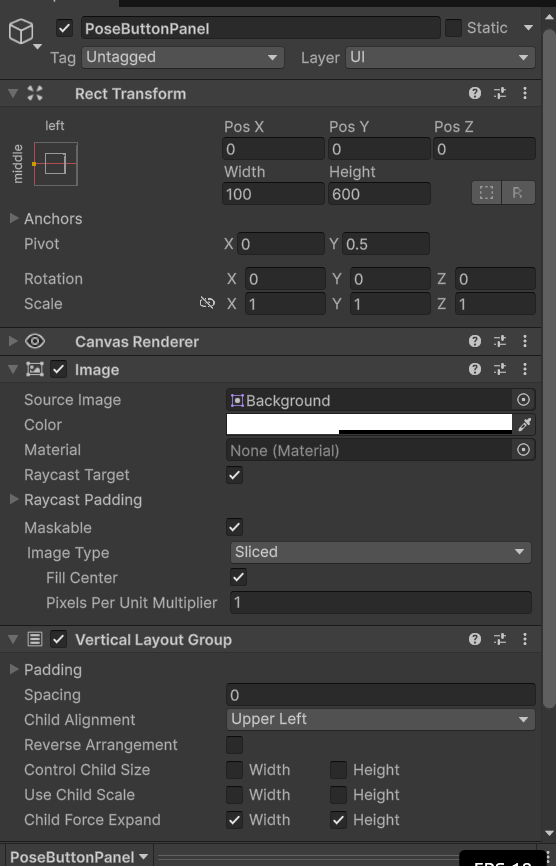 PoseButtonPanel
Static
Tag Untagged Layer UI
Rect Transform
left
middle
Pos X Pos Y Pos Z
0 0 0
Width Height
100 600
R
Anchors
Pivot X 0 Y 0.5
Rotation X 0 Y 0 Z 0
Scale X 1 Y 1 Z 1
Canvas Renderer
Image
Source Image Background
Color
Material None (Material)
Raycast Target
Raycast Padding
Maskable
Image Type Sliced
Fill Center
Pixels Per Unit Multiplier 1
Vertical Layout Group
Padding
Spacing 0
Child Alignment Upper Left
Reverse Arrangement
Control Child Size Width Height
Use Child Scale Width Height
Child Force Expand Width Height
PoseButtonPanel